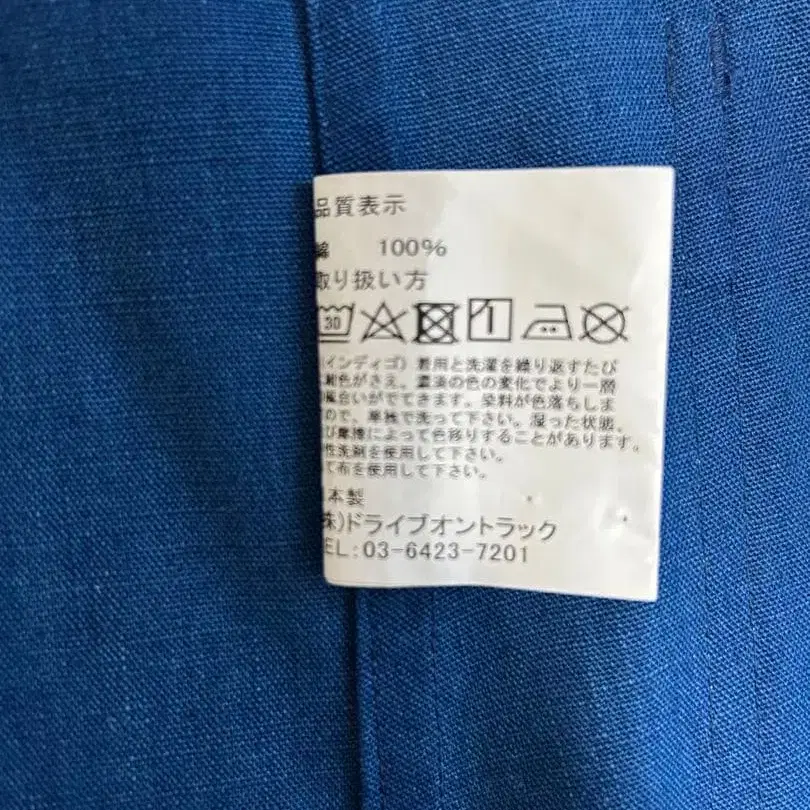 品質表示
綿 100%
取り扱い方
30
インディゴ) 着用と洗濯を繰り返すたび
色がさえ、濃淡の色の変化でより一層
風合いがでてきます。染料が色落ちしま
ので、単独で洗って下さい。湿った状態、
び摩擦によって色移りすることがあります。
性洗剤を使用して下さい。
て布を使用して下さい。
本製
株)ドライブオントラック
EL:03-6423-7201